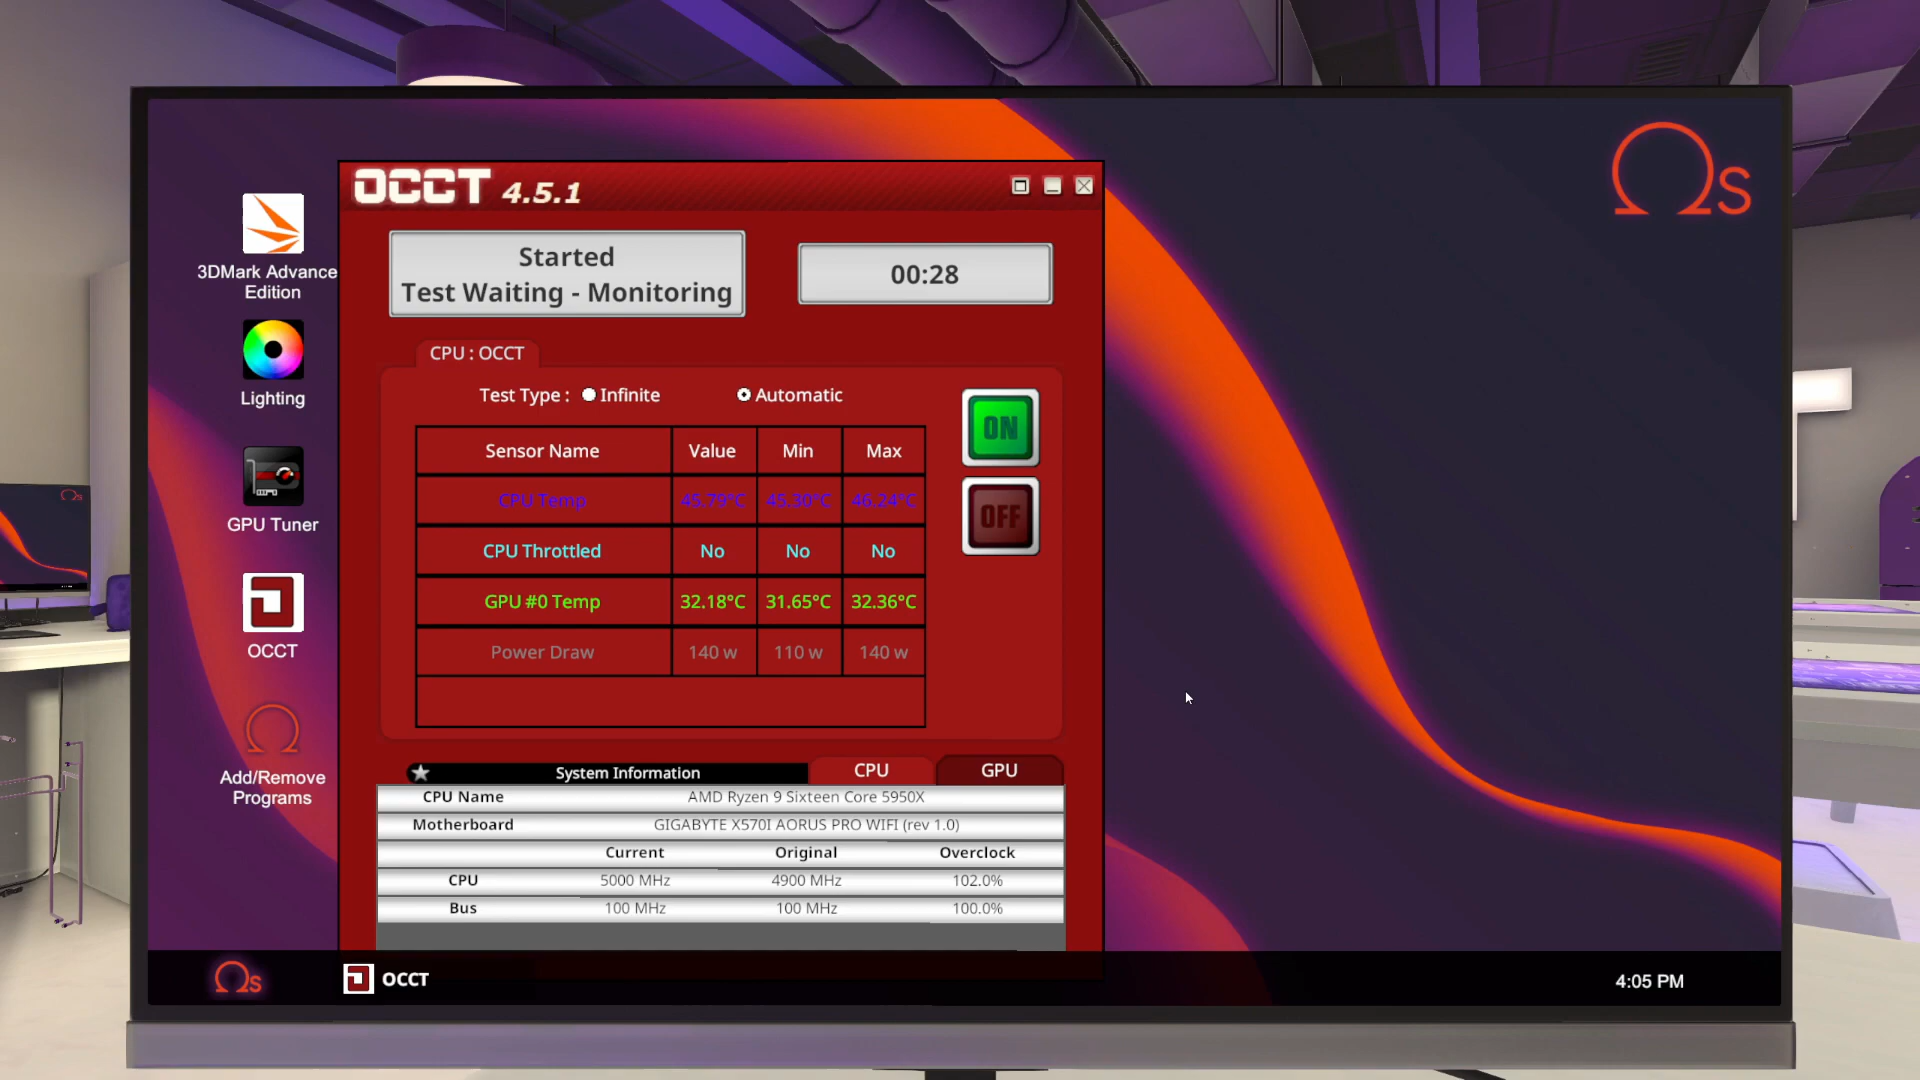 Ωs
OCCT 4.5.1
Started
Test Waiting - Monitoring
00:28
CPU : OCCT
Test Type : Infinite Automatic
ON
OFF
Sensor Name Value Min Max
CPU Temp 45.79°C 45.30°C 46.24°C
CPU Throttled No No No
GPU #0 Temp 32.18°C 31.65°C 32.36°C
Power Draw 140 w 110 w 140 w
System Information CPU GPU
CPU Name AMD Ryzen 9 Sixteen Core 5950X
Motherboard GIGABYTE X570I AORUS PRO WIFI (rev 1.0)
Current Original Overclock
CPU 5000 MHz 4900 MHz 102.0%
Bus 100 MHz 100 MHz 100.0%
3DMark Advance
Edition
Lighting
GPU Tuner
OCCT
Add/Remove
Programs
Ωs
OCCT
4:05 PM
Ωs